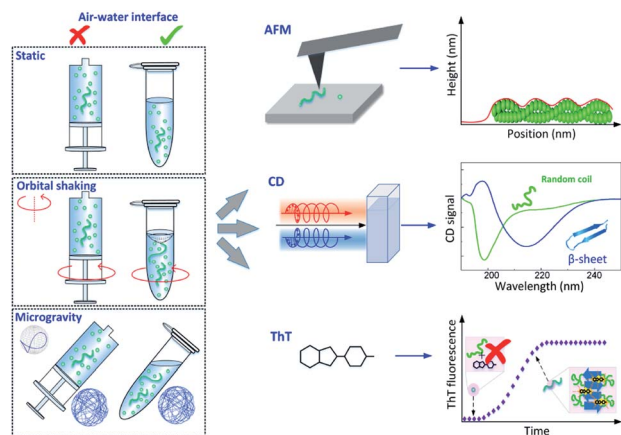 Air-water interface
Static
Orbital shaking
Microgravity
AFM
Height (nm)
Position (nm)
CD
CD signal
Random coil
β-sheet
190
220
240
Wavelength (nm)
ThT
ThT fluorescence
+
Time